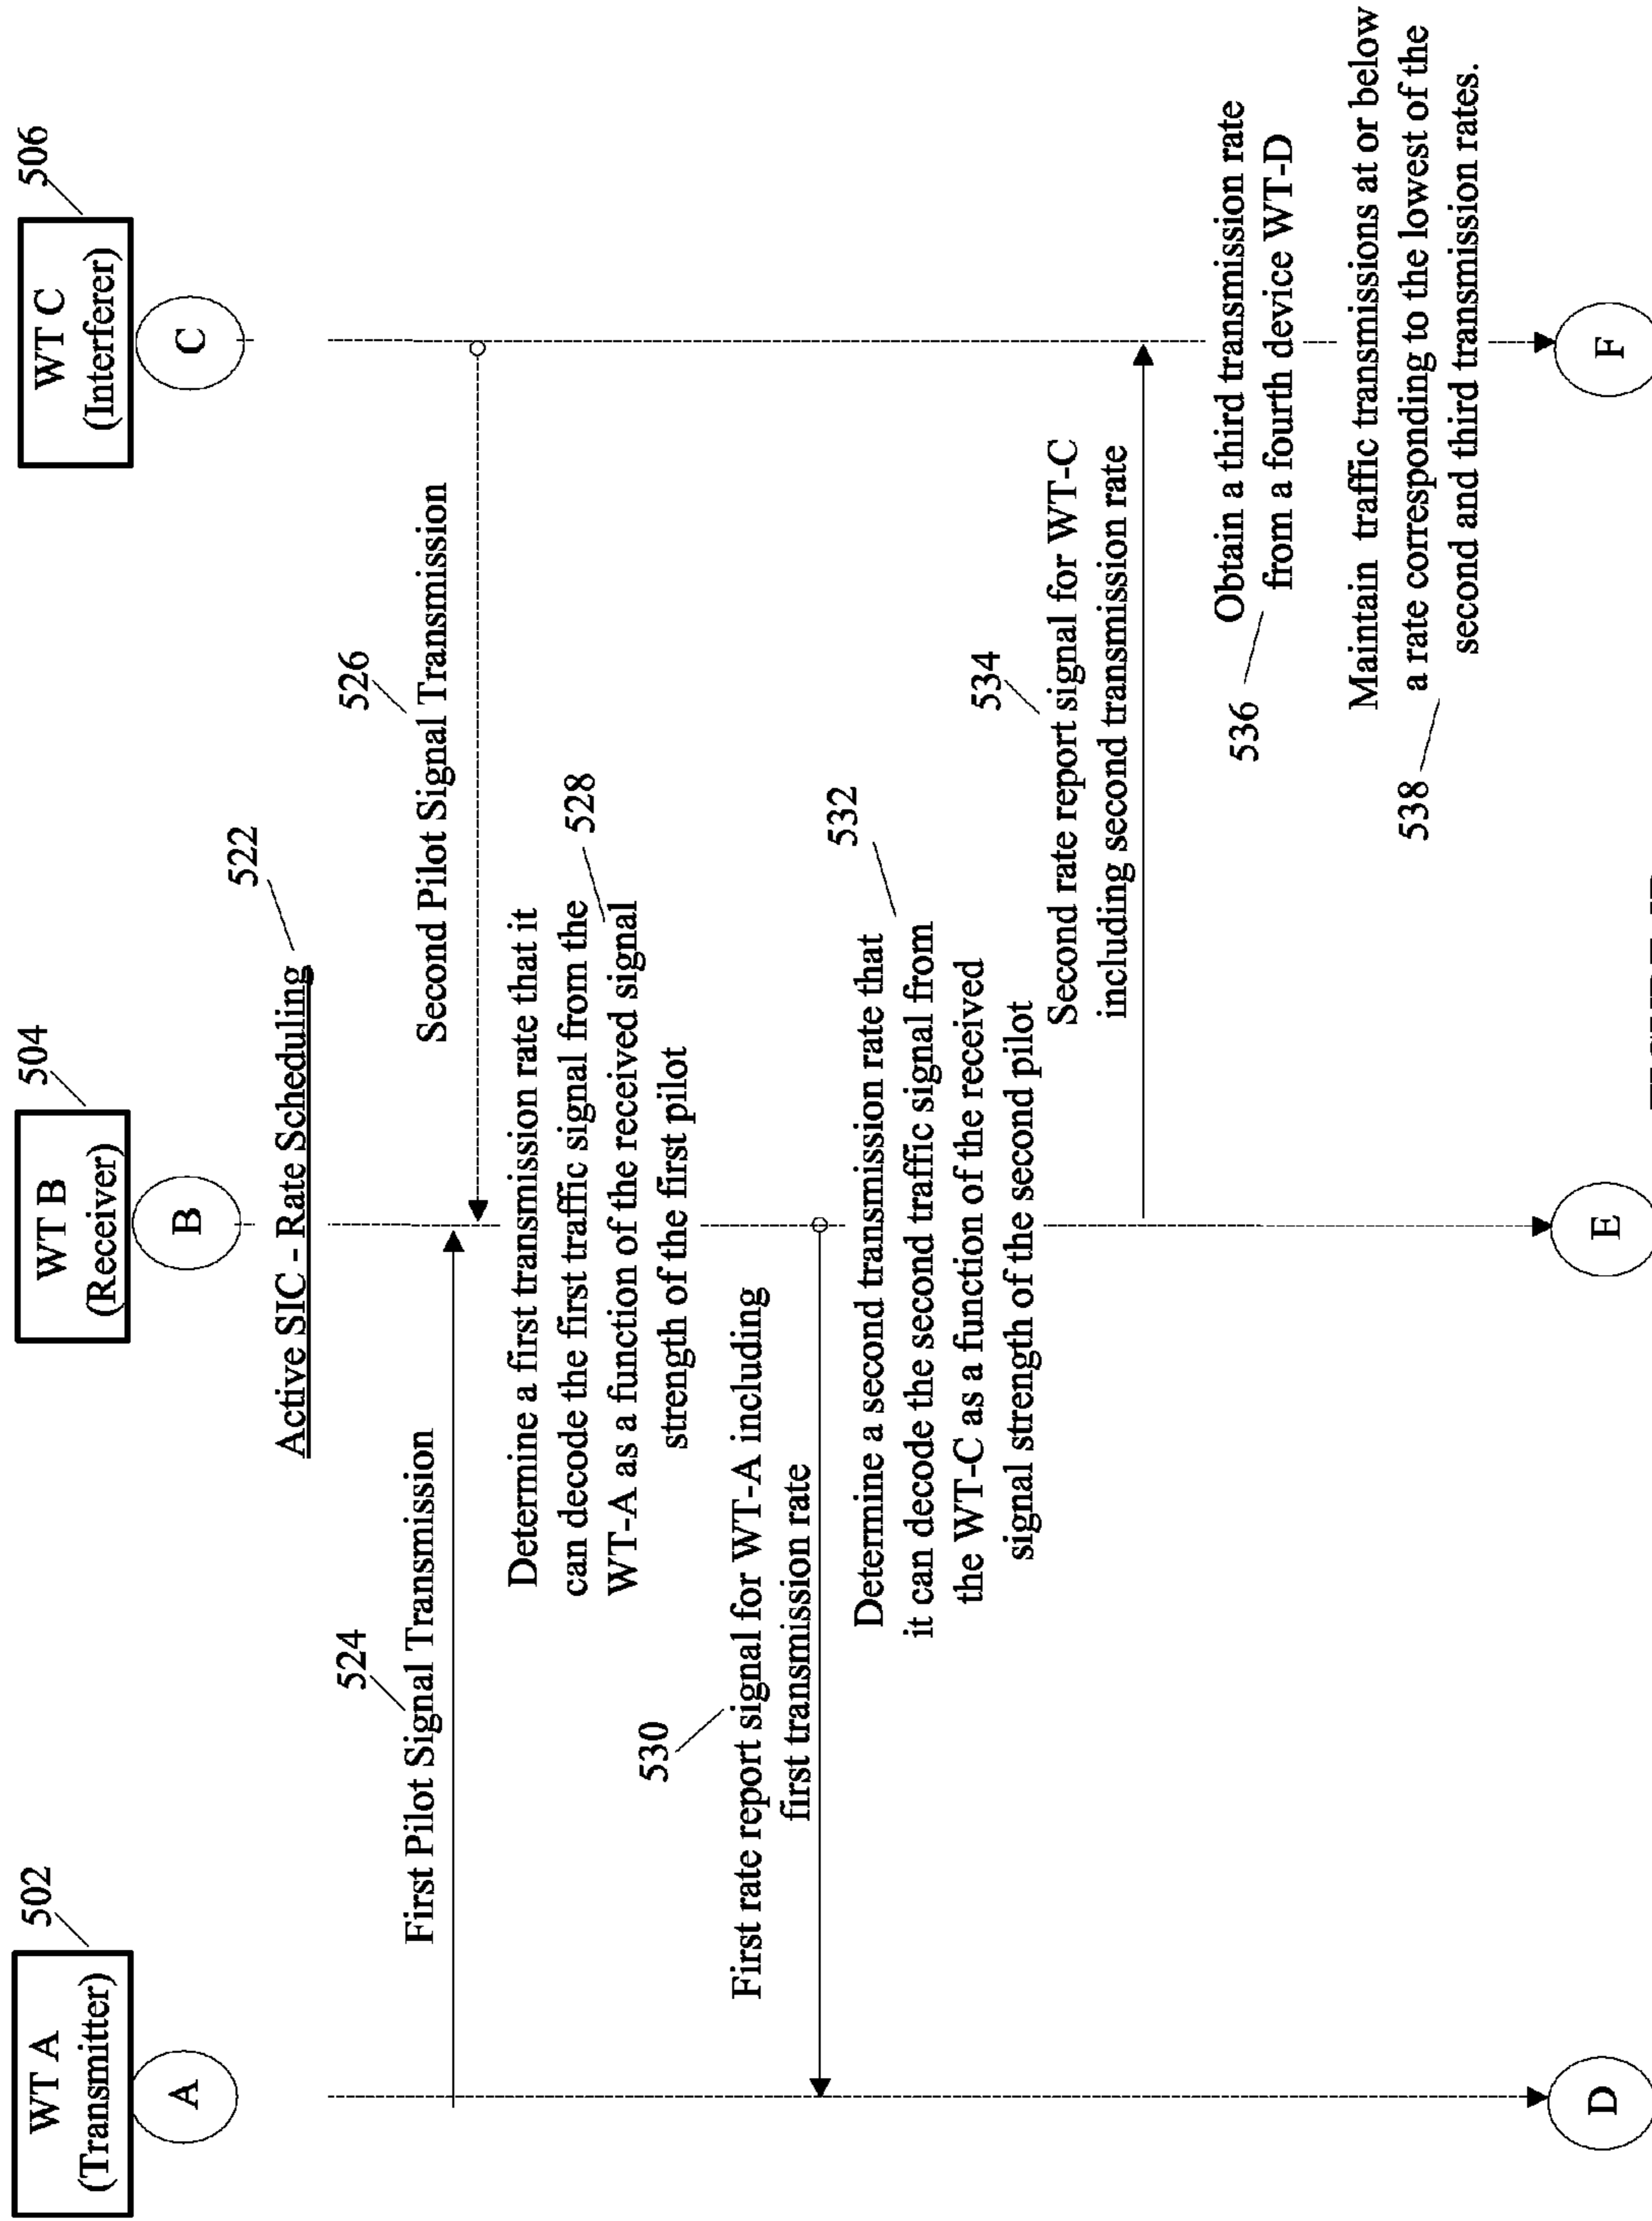 WT A
(Transmitter)
502
A
WT B
(Receiver)
504
B
WT C
(Interferer)
506
C
Active SIC - Rate Scheduling
522
524
First Pilot Signal Transmission
526
Second Pilot Signal Transmission
Determine a first transmission rate that it
can decode the first traffic signal from the
WT-A as a function of the received signal
strength of the first pilot
528
530
First rate report signal for WT-A including
first transmission rate
Determine a second transmission rate that
it can decode the second traffic signal from
the WT-C as a function of the received
signal strength of the second pilot
532
534
Second rate report signal for WT-C
including second transmission rate
536
Obtain a third transmission rate
from a fourth device WT-D
538
Maintain traffic transmissions at or below
a rate corresponding to the lowest of the
second and third transmission rates.
D
E
F